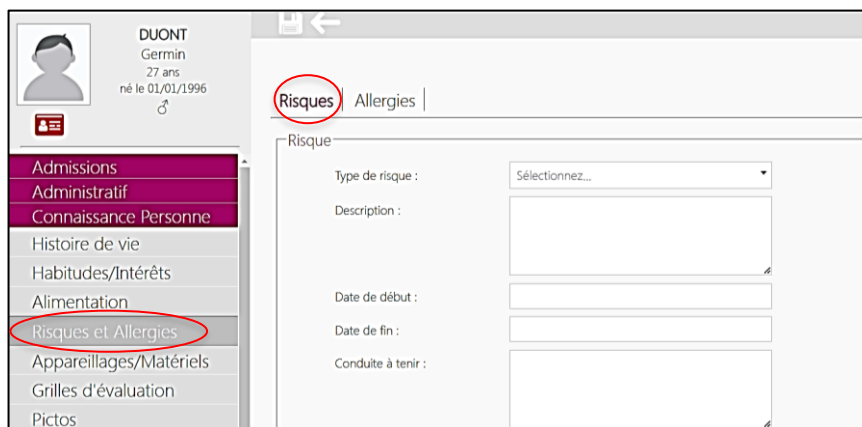 DUONT
Germin
27 ans
né le 01/01/1996
Admissions
Administratif
Connaissance Personne
Histoire de vie
Habitudes/Intérêts
Alimentation
Risques et Allergies
Appareillages/Matériels
Grilles d'évaluation
Pictos
Risques | Allergies |
Risque
Type de risque : Sélectionnez...
Description :
Date de début :
Date de fin :
Conduite à tenir :